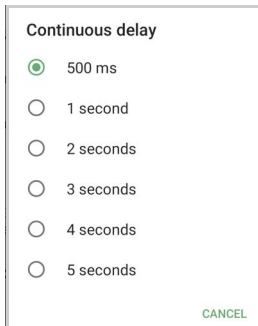 Continuous delay
500 ms
1 second
2 seconds
3 seconds
4 seconds
5 seconds
CANCEL